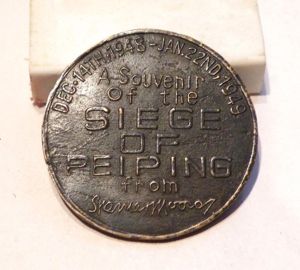 DEC·14TH,1948-JAN.22ND,1949
A Souvenir
of the
SIEGE
OF
PEIPING
from